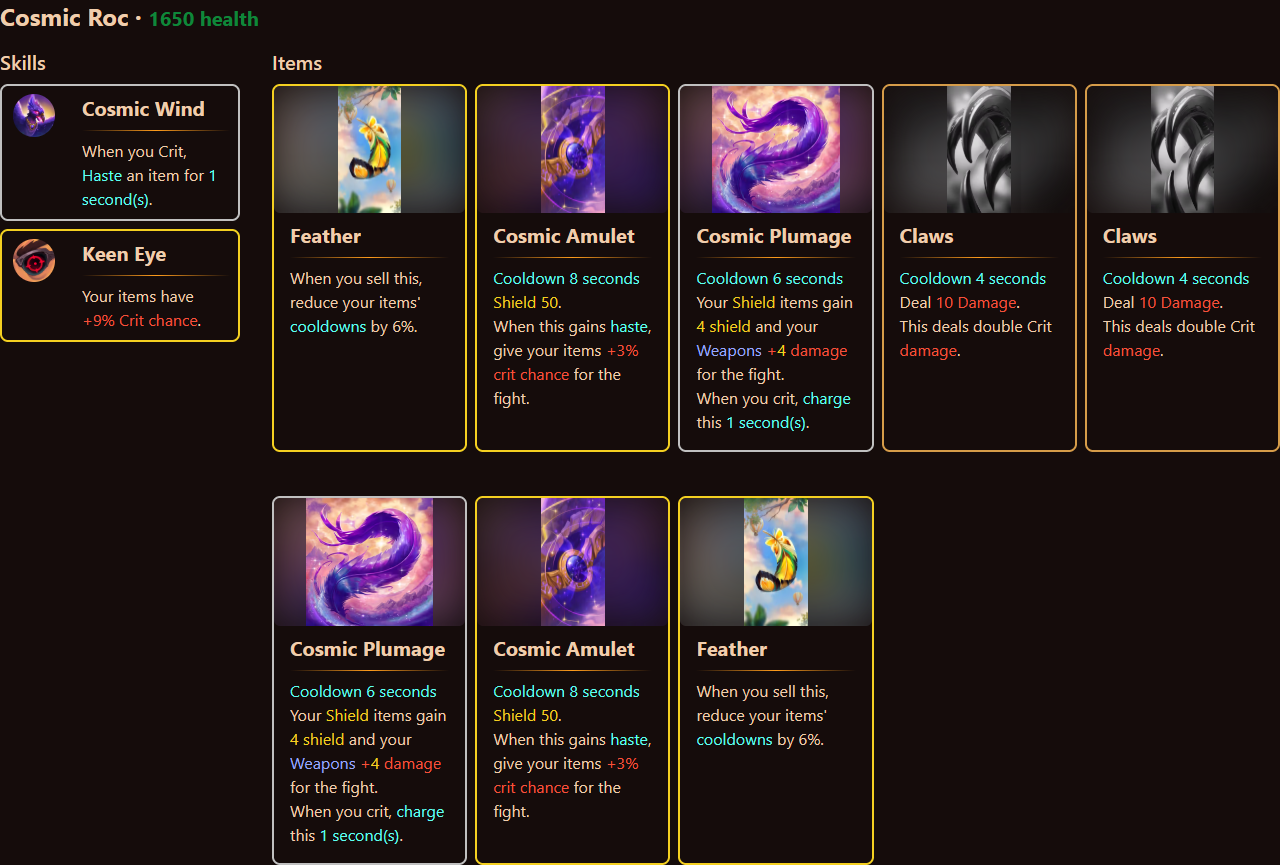 Cosmic Roc · 1650 health
Skills
Items
Cosmic Wind
When you Crit,
Haste an item for 1
second(s).
Keen Eye
Your items have
+9% Crit chance.
Feather
When you sell this,
reduce your items'
cooldowns by 6%.
Cosmic Amulet
Cooldown 8 seconds
Shield 50.
When this gains haste,
give your items +3%
crit chance for the
fight.
Cosmic Plumage
Cooldown 6 seconds
Your Shield items gain
4 shield and your
Weapons +4 damage
for the fight.
When you crit, charge
this 1 second(s).
Claws
Cooldown 4 seconds
Deal 10 Damage.
This deals double Crit
damage.
Claws
Cooldown 4 seconds
Deal 10 Damage.
This deals double Crit
damage.
Cosmic Plumage
Cooldown 6 seconds
Your Shield items gain
4 shield and your
Weapons +4 damage
for the fight.
When you crit, charge
this 1 second(s).
Cosmic Amulet
Cooldown 8 seconds
Shield 50.
When this gains haste,
give your items +3%
crit chance for the
fight.
Feather
When you sell this,
reduce your items'
cooldowns by 6%.